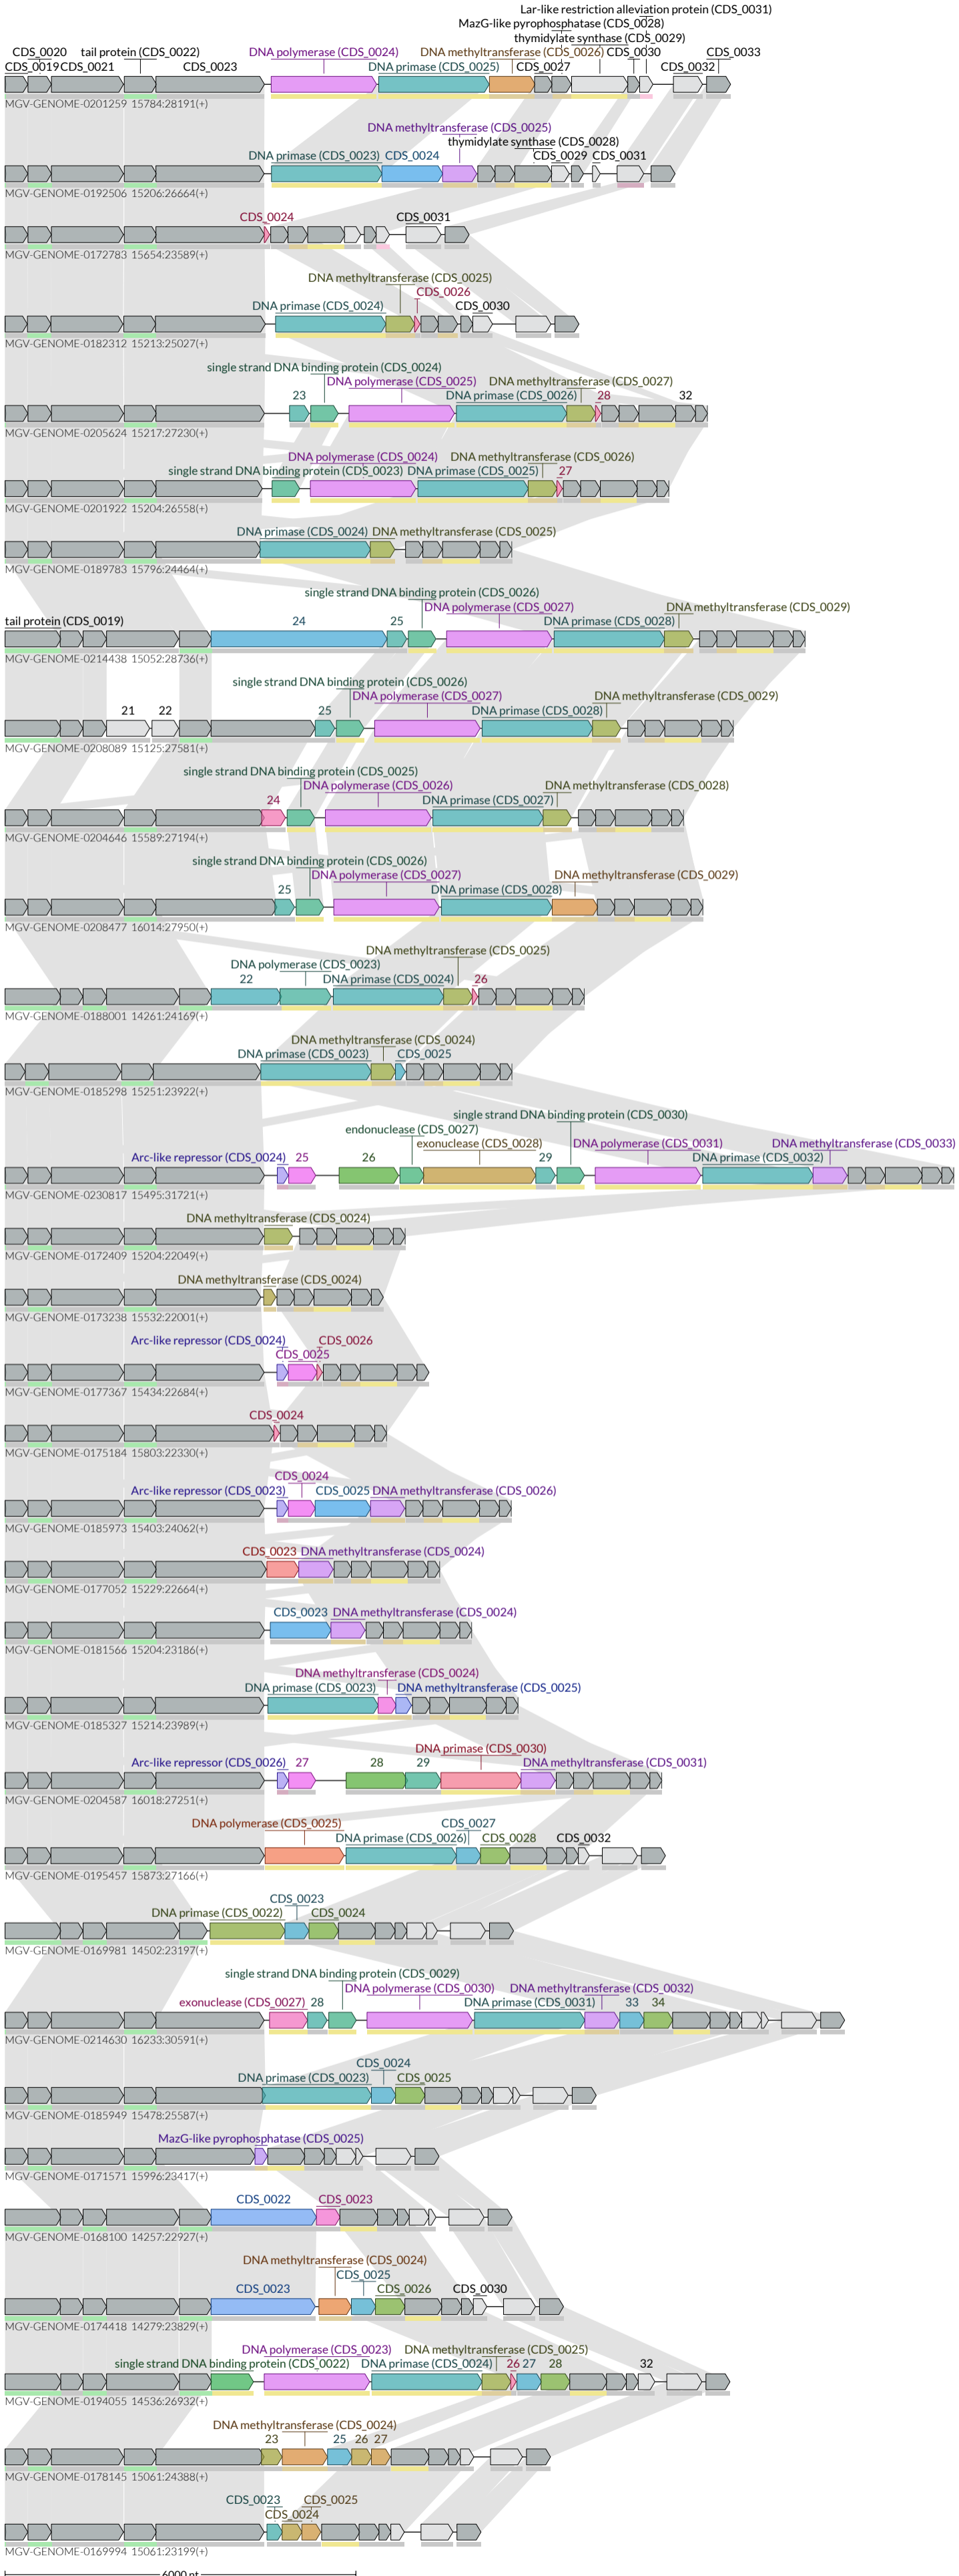 Lar-like restriction alleviation protein (CDS_0031)
MazG-like pyrophosphatase (CDS_0028)
thymidylate synthase (CDS_0029)
CDS_0020 tail protein (CDS_0022) DNA polymerase (CDS_0024) DNA methyltransferase (CDS_0026) CDS_0030 CDS_0033
CDS_0019 CDS_0021 CDS_0023 DNA primase (CDS_0025) CDS_0027 CDS_0032
MGV-GENOME-0201259 15784:28191(+)
DNA methyltransferase (CDS_0025)
thymidylate synthase (CDS_0028)
DNA primase (CDS_0023) CDS_0024 CDS_0029 CDS_0031
MGV-GENOME-0192506 15206:26664(+)
CDS_0024 CDS_0031
MGV-GENOME-0172783 15654:23589(+)
DNA methyltransferase (CDS_0025)
CDS_0026
DNA primase (CDS_0024) CDS_0030
MGV-GENOME-0182312 15213:25027(+)
single strand DNA binding protein (CDS_0024)
DNA polymerase (CDS_0025) DNA methyltransferase (CDS_0027)
23 DNA primase (CDS_0026) 28 32
MGV-GENOME-0205624 15217:27230(+)
DNA polymerase (CDS_0024) DNA methyltransferase (CDS_0026)
single strand DNA binding protein (CDS_0023) DNA primase (CDS_0025) 27
MGV-GENOME-0201922 15204:26558(+)
DNA primase (CDS_0024) DNA methyltransferase (CDS_0025)
MGV-GENOME-0189783 15796:24464(+)
single strand DNA binding protein (CDS_0026)
DNA polymerase (CDS_0027) DNA methyltransferase (CDS_0029)
tail protein (CDS_0019) 24 25 DNA primase (CDS_0028)
MGV-GENOME-0214438 15052:28736(+)
single strand DNA binding protein (CDS_0026)
DNA polymerase (CDS_0027) DNA methyltransferase (CDS_0029)
21 22 25 DNA primase (CDS_0028)
MGV-GENOME-0208089 15125:27581(+)
single strand DNA binding protein (CDS_0025)
DNA polymerase (CDS_0026) DNA methyltransferase (CDS_0028)
24 DNA primase (CDS_0027)
MGV-GENOME-0204646 15589:27194(+)
single strand DNA binding protein (CDS_0026)
DNA polymerase (CDS_0027) DNA methyltransferase (CDS_0029)
25 DNA primase (CDS_0028)
MGV-GENOME-0208477 16014:27950(+)
DNA methyltransferase (CDS_0025)
DNA polymerase (CDS_0023)
22 DNA primase (CDS_0024) 26
MGV-GENOME-0188001 14261:24169(+)
DNA methyltransferase (CDS_0024)
DNA primase (CDS_0023) CDS_0025
MGV-GENOME-0185298 15251:23922(+)
single strand DNA binding protein (CDS_0030)
endonuclease (CDS_0027)
exonuclease (CDS_0028) DNA polymerase (CDS_0031) DNA methyltransferase (CDS_0033)
Arc-like repressor (CDS_0024) 25 26 29 DNA primase (CDS_0032)
MGV-GENOME-0230817 15495:31721(+)
DNA methyltransferase (CDS_0024)
MGV-GENOME-0172409 15204:22049(+)
DNA methyltransferase (CDS_0024)
MGV-GENOME-0173238 15532:22001(+)
Arc-like repressor (CDS_0024) CDS_0026
CDS_0025
MGV-GENOME-0177367 15434:22684(+)
CDS_0024
MGV-GENOME-0175184 15803:22330(+)
CDS_0024
Arc-like repressor (CDS_0023) CDS_0025 DNA methyltransferase (CDS_0026)
MGV-GENOME-0185973 15403:24062(+)
CDS_0023 DNA methyltransferase (CDS_0024)
MGV-GENOME-0177052 15229:22664(+)
CDS_0023 DNA methyltransferase (CDS_0024)
MGV-GENOME-0181566 15204:23186(+)
DNA methyltransferase (CDS_0024)
DNA primase (CDS_0023) DNA methyltransferase (CDS_0025)
MGV-GENOME-0185327 15214:23989(+)
DNA primase (CDS_0030)
Arc-like repressor (CDS_0026) 27 28 29 DNA methyltransferase (CDS_0031)
MGV-GENOME-0204587 16018:27251(+)
DNA polymerase (CDS_0025) CDS_0027
DNA primase (CDS_0026) CDS_0028 CDS_0032
MGV-GENOME-0195457 15873:27166(+)
CDS_0023
DNA primase (CDS_0022) CDS_0024
MGV-GENOME-0169981 14502:23197(+)
single strand DNA binding protein (CDS_0029)
DNA polymerase (CDS_0030) DNA methyltransferase (CDS_0032)
exonuclease (CDS_0027) 28 DNA primase (CDS_0031) 33 34
MGV-GENOME-0214630 16233:30591(+)
CDS_0024
DNA primase (CDS_0023) CDS_0025
MGV-GENOME-0185949 15478:25587(+)
MazG-like pyrophosphatase (CDS_0025)
MGV-GENOME-0171571 15996:23417(+)
CDS_0022 CDS_0023
MGV-GENOME-0168100 14257:22927(+)
DNA methyltransferase (CDS_0024)
CDS_0025
CDS_0023 CDS_0026 CDS_0030
MGV-GENOME-0174418 14279:23829(+)
DNA polymerase (CDS_0023) DNA methyltransferase (CDS_0025)
single strand DNA binding protein (CDS_0022) DNA primase (CDS_0024) 26 27 28 32
MGV-GENOME-0194055 14536:26932(+)
DNA methyltransferase (CDS_0024)
23 25 26 27
MGV-GENOME-0178145 15061:24388(+)
CDS_0023 CDS_0025
CDS_0024
MGV-GENOME-0169994 15061:23199(+)
6000 nt